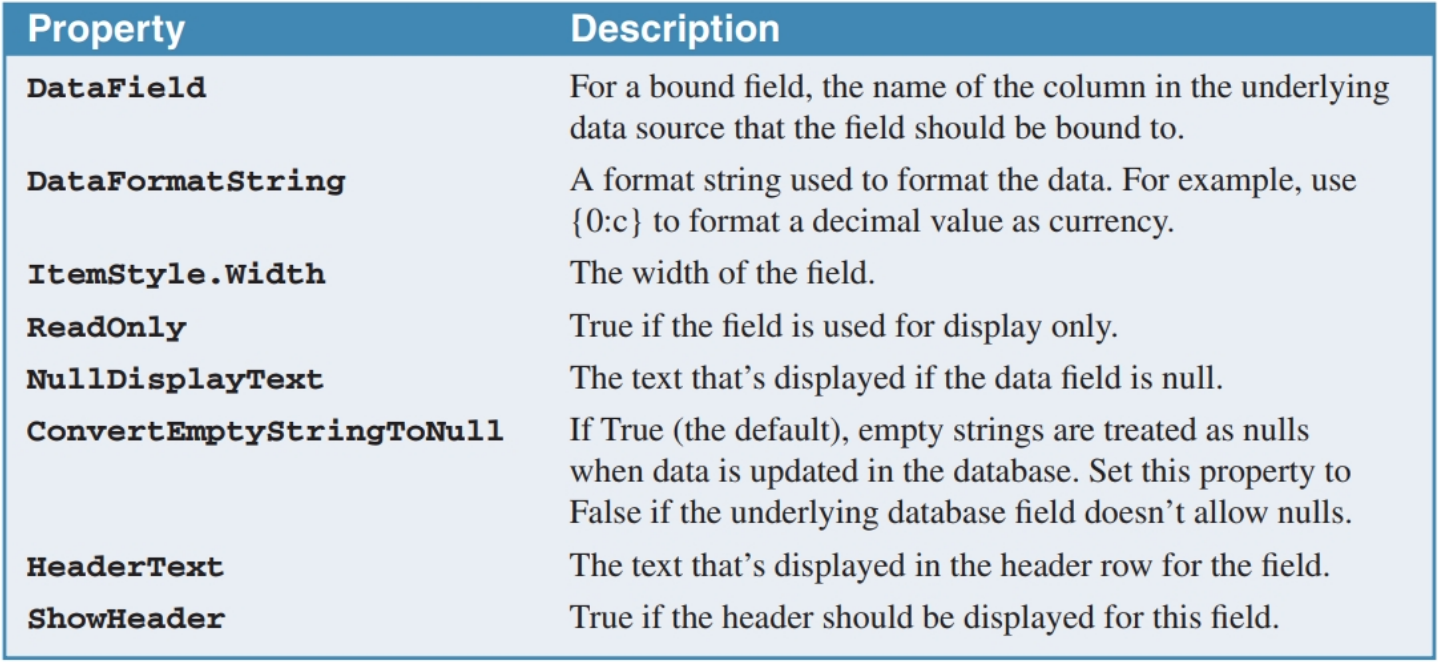 Property Description
DataField For a bound field, the name of the column in the underlying
data source that the field should be bound to.
DataFormatString A format string used to format the data. For example, use
{0:c} to format a decimal value as currency.
ItemStyle.Width The width of the field.
ReadOnly True if the field is used for display only.
NullDisplayText The text that’s displayed if the data field is null.
ConvertEmptyStringToNull If True (the default), empty strings are treated as nulls
when data is updated in the database. Set this property to
False if the underlying database field doesn’t allow nulls.
HeaderText The text that’s displayed in the header row for the field.
ShowHeader True if the header should be displayed for this field.